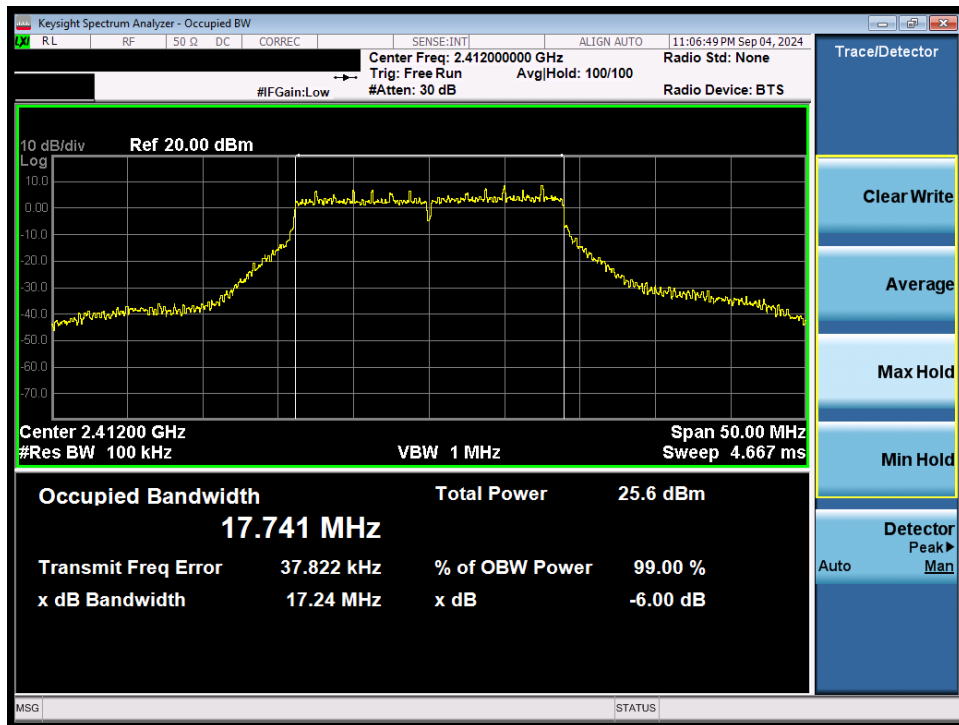 Keysight Spectrum Analyzer - Occupied BW
LXI RL RF 50 Ω DC CORREC SENSE:INT ALIGN AUTO 11:06:49 PM Sep 04, 2024
Center Freq: 2.412000000 GHz Radio Std: None
Trig: Free Run Avg|Hold: 100/100
#IFGain:Low #Atten: 30 dB Radio Device: BTS
10 dB/div Ref 20.00 dBm
Log
10.0
0.00
-10.0
-20.0
-30.0
-40.0
-50.0
-60.0
-70.0
Center 2.41200 GHz Span 50.00 MHz
#Res BW 100 kHz VBW 1 MHz Sweep 4.667 ms
Occupied Bandwidth Total Power 25.6 dBm
17.741 MHz
Transmit Freq Error 37.822 kHz % of OBW Power 99.00 %
x dB Bandwidth 17.24 MHz x dB -6.00 dB
Trace/Detector
Clear Write
Average
Max Hold
Min Hold
Detector
Peak▶
Auto Man
MSG STATUS